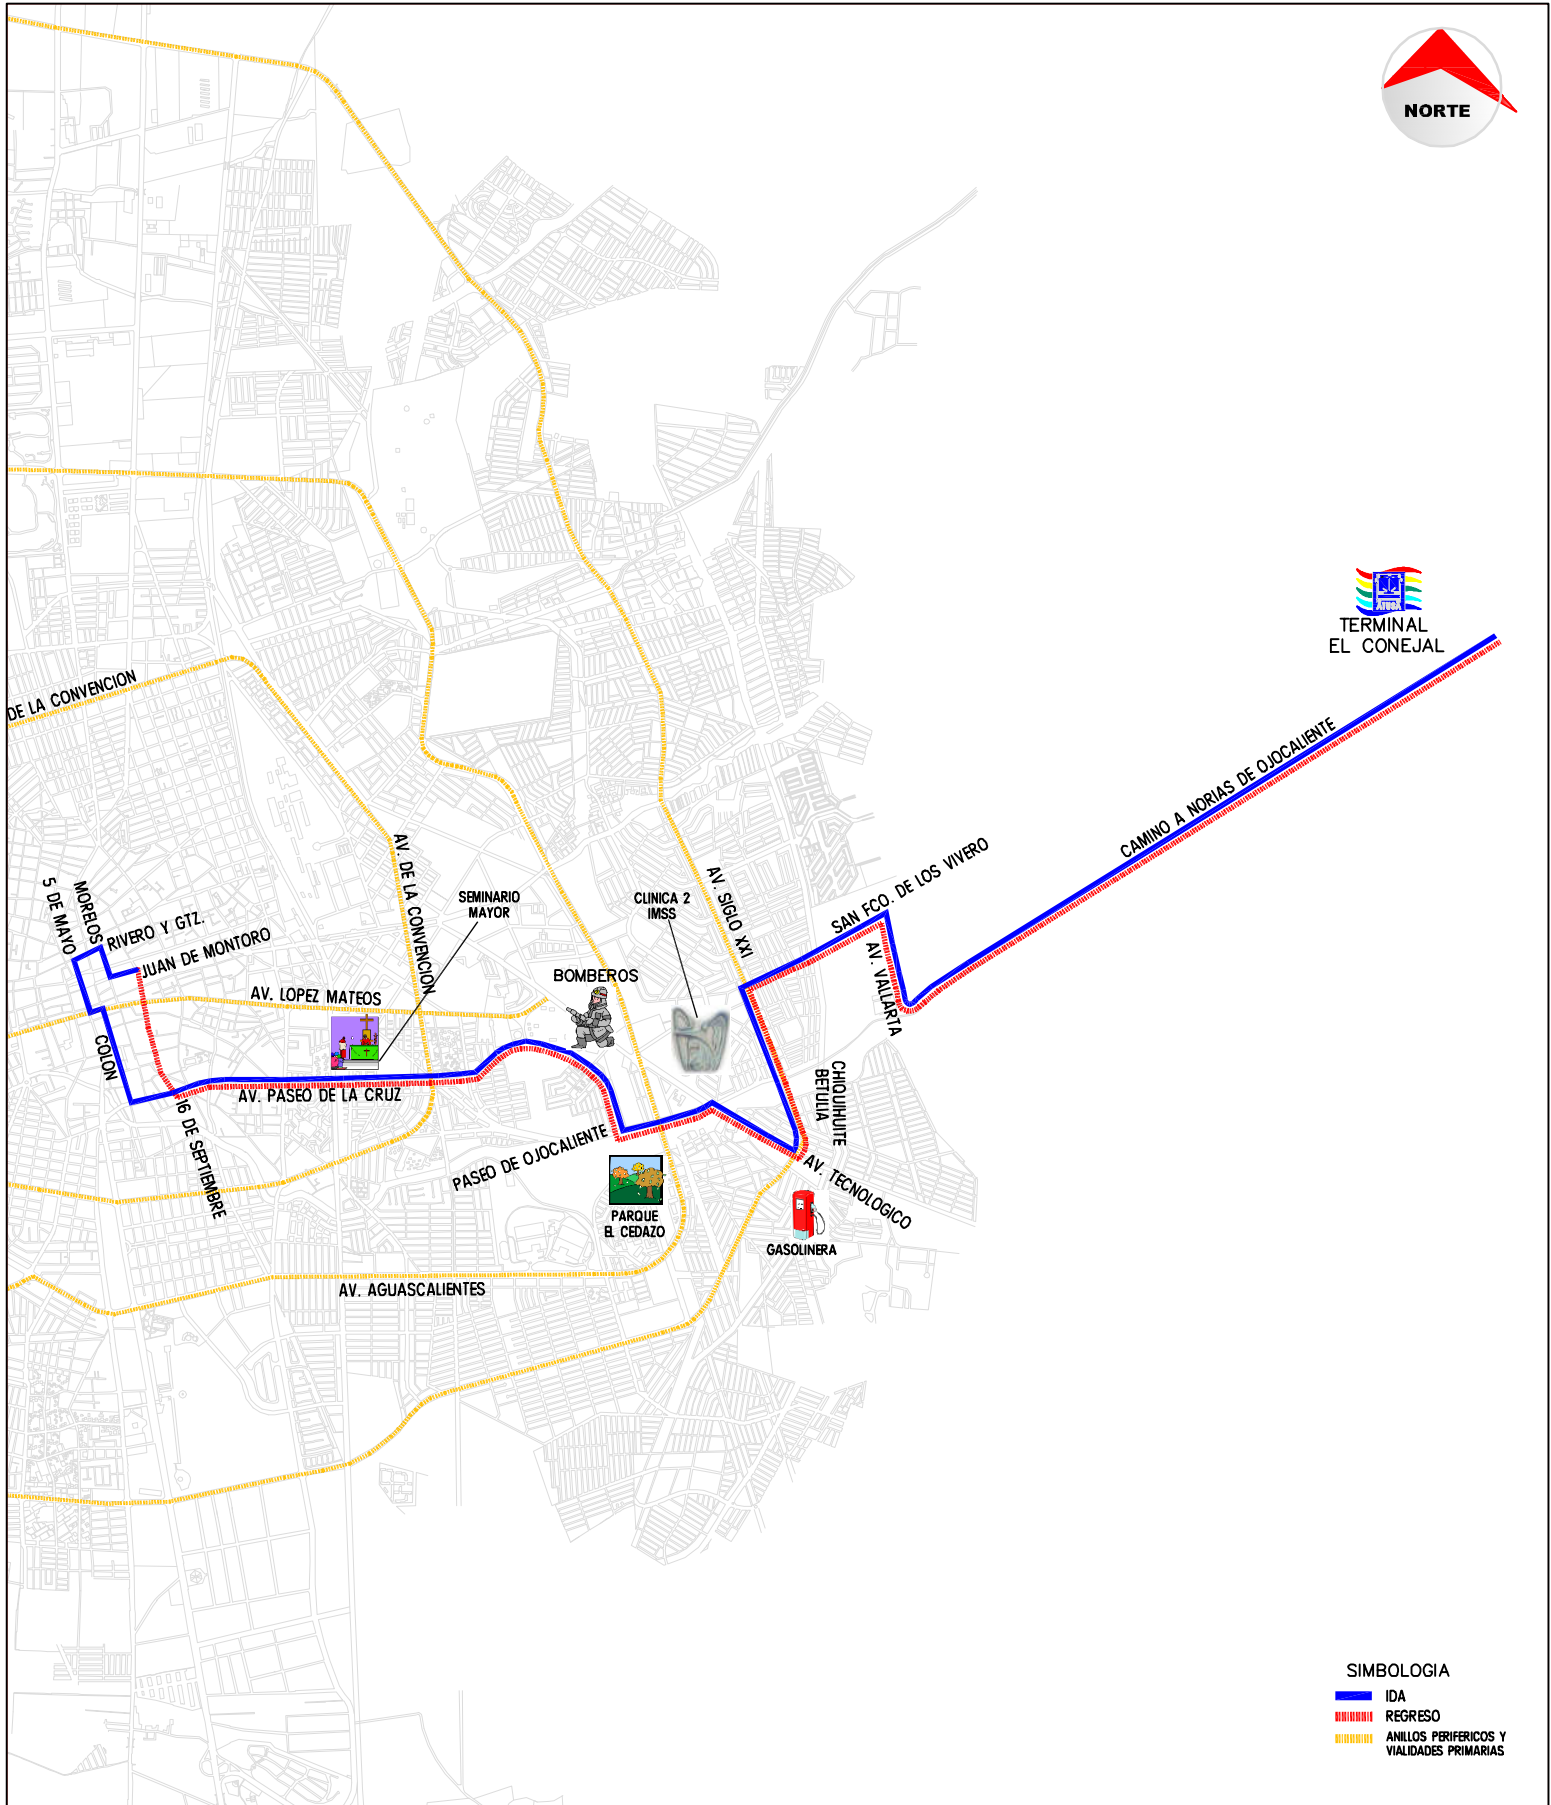 NORTE
TERMINAL
EL CONEJAL
DE LA CONVENCION
CAMINO A NORIAS DE OJOCALIENTE
AV. DE LA CONVENCION
AV. SIGLO XXI
SAN FCO. DE LOS VIVERO
SEMINARIO
MAYOR
CLINICA 2
IMSS
5 DE MAYO
MORELOS
RIVERO Y GTZ.
JUAN DE MONTORO
AV. VALLARTA
BOMBEROS
AV. LOPEZ MATEOS
COLON
AV. PASEO DE LA CRUZ
16 DE SEPTIEMBRE
CHIQUIHUITE
BETULIA
PASEO DE OJOCALIENTE
AV. TECNOLOGICO
PARQUE
EL CEDAZO
GASOLINERA
AV. AGUASCALIENTES
SIMBOLOGIA
IDA
REGRESO
ANILLOS PERIFERICOS Y
VIALIDADES PRIMARIAS